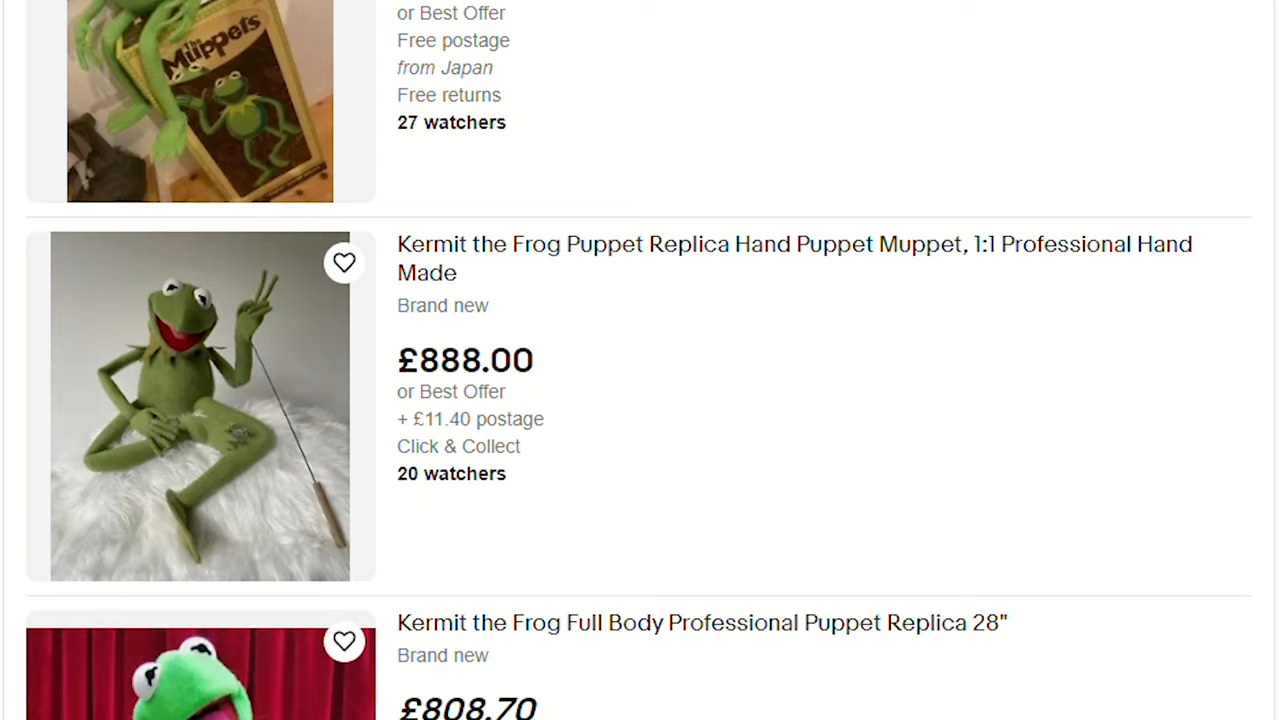 or Best Offer
Free postage
from Japan
Free returns
27 watchers
The
Muppets
Kermit the Frog Puppet Replica Hand Puppet Muppet, 1:1 Professional Hand
Made
Brand new
£888.00
or Best Offer
+ £11.40 postage
Click & Collect
20 watchers
Kermit the Frog Full Body Professional Puppet Replica 28"
Brand new
£808.70